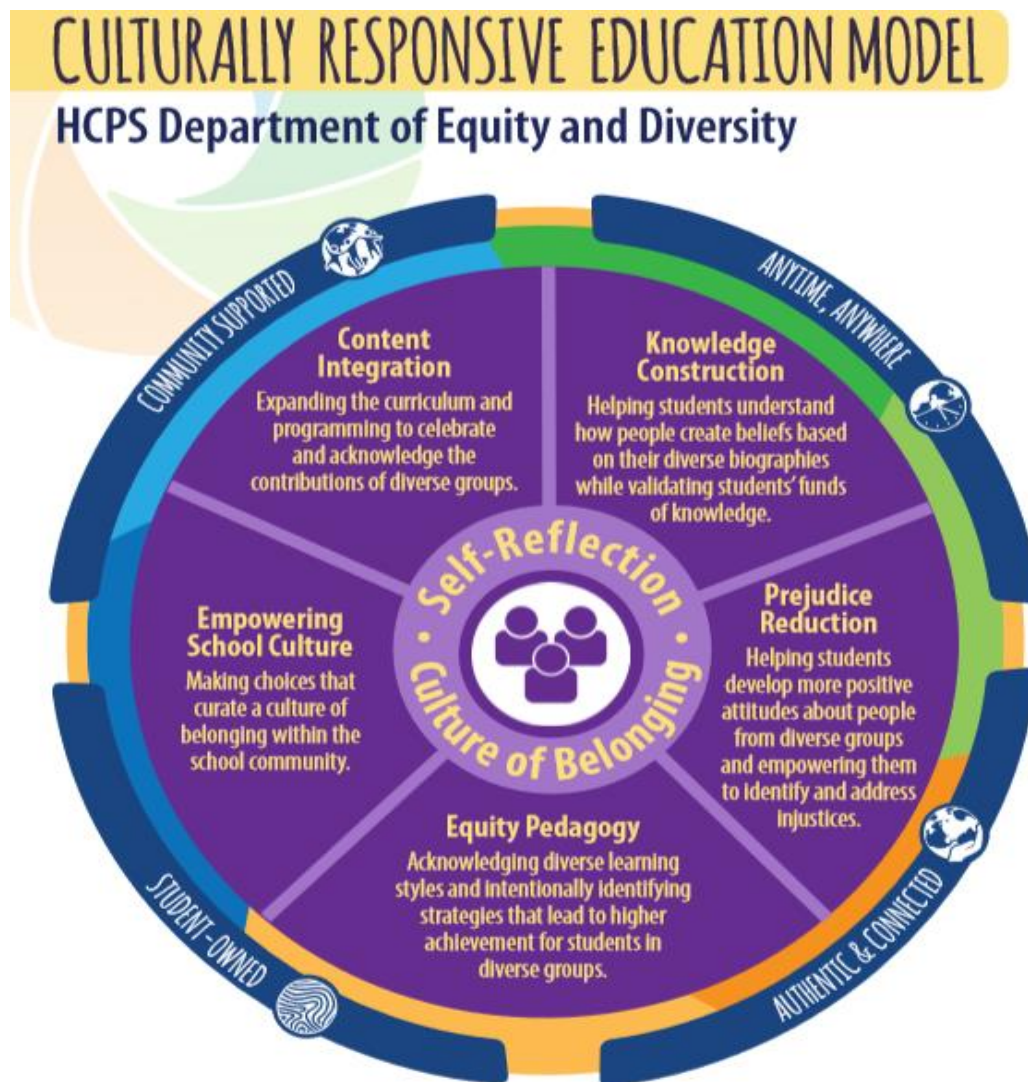 CULTURALLY RESPONSIVE EDUCATION MODEL
HCPS Department of Equity and Diversity
COMMUNITY SUPPORTED
ANYTIME, ANYWHERE
Content
Integration
Expanding the curriculum and
programming to celebrate
and acknowledge the
contributions of diverse groups.
Knowledge
Construction
Helping students understand
how people create beliefs based
on their diverse biographies
while validating students' funds
of knowledge.
Empowering
School Culture
Making choices that
curate a culture of
belonging within the
school community.
• Self-Reflection •
Culture of Belonging
Prejudice
Reduction
Helping students
develop more positive
attitudes about people
from diverse groups
and empowering them
to identify and address
injustices.
Equity Pedagogy
Acknowledging diverse learning
styles and intentionally identifying
strategies that lead to higher
achievement for students in
diverse groups.
STUDENT-OWNED
AUTHENTIC & CONNECTED